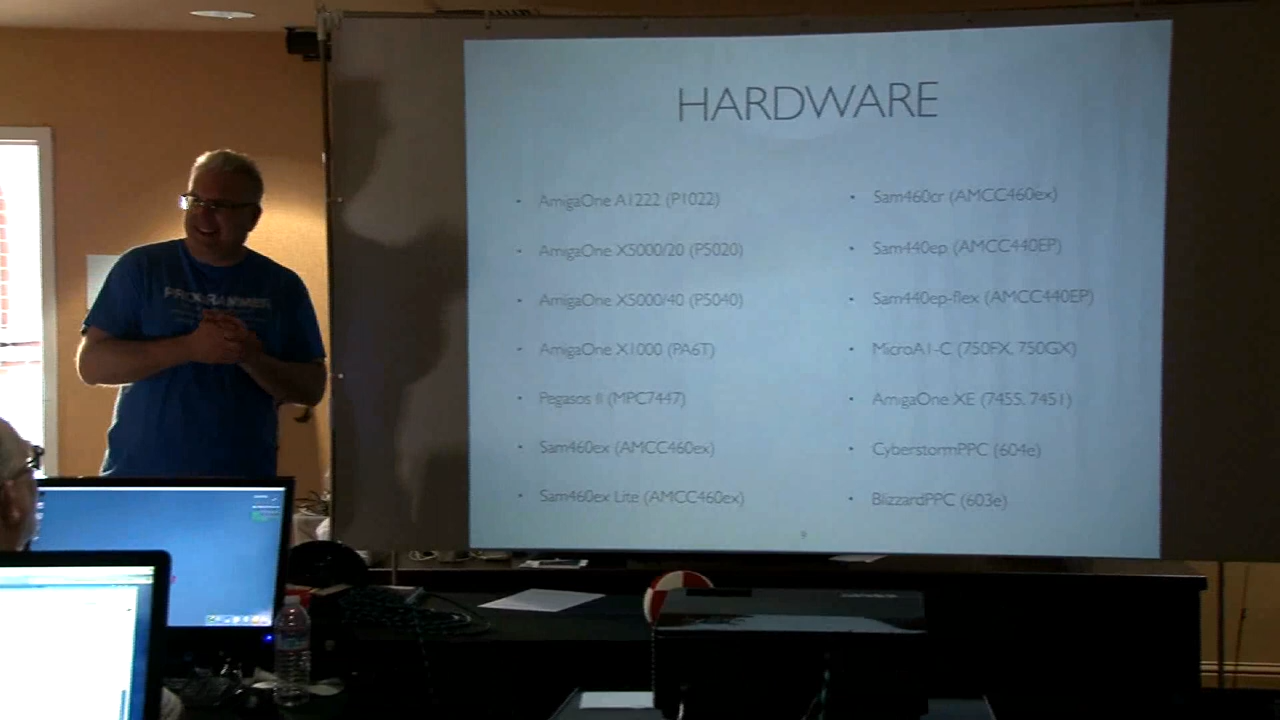 HARDWARE
• AmigaOne A1222 (P1022)
• AmigaOne X5000/20 (P5020)
• AmigaOne X5000/40 (P5040)
• AmigaOne X1000 (PA6T)
• Pegasos II (MPC7447)
• Sam460ex (AMCC460ex)
• Sam460ex Lite (AMCC460ex)
• Sam460cr (AMCC460ex)
• Sam440ep (AMCC440EP)
• Sam440ep-flex (AMCC440EP)
• MicroA1-C (750FX, 750GX)
• AmigaOne XE (7455, 7451)
• CyberstormPPC (604e)
• BlizzardPPC (603e)
9
PROGRAMMER